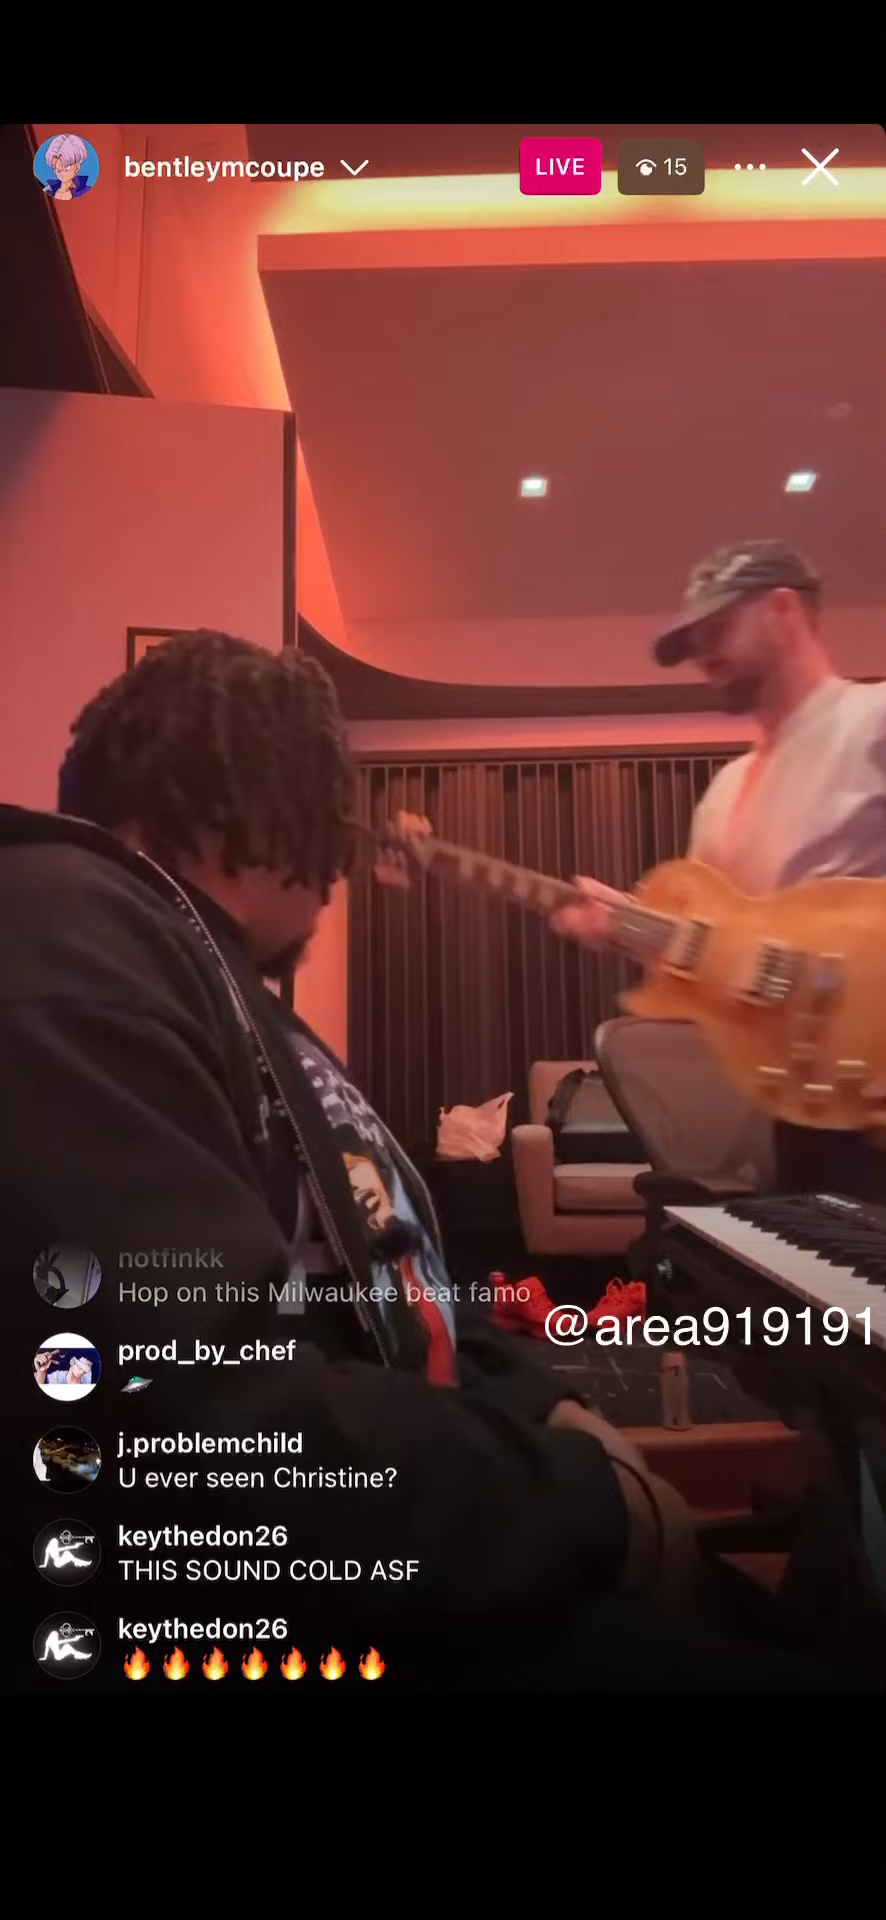 bentleymcoupe
LIVE
15
notfinkk
Hop on this Milwaukee beat famo
@area919191
prod_by_chef
🛸
j.problemchild
U ever seen Christine?
keythedon26
THIS SOUND COLD ASF
keythedon26
🔥🔥🔥🔥🔥🔥🔥